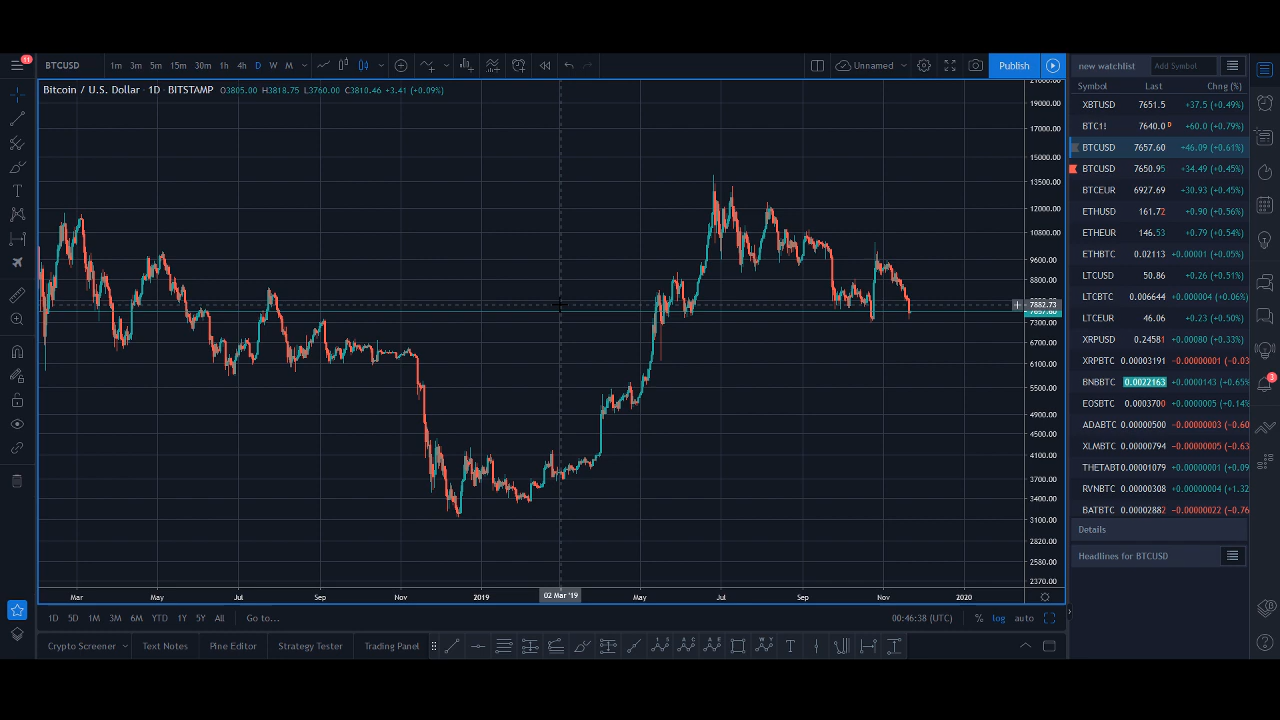 11
BTCUSD 1m 3m 5m 15m 30m 1h 4h D W M Unnamed Publish
Bitcoin / U.S. Dollar · 1D · BITSTAMP O3805.00 H3818.75 L3760.00 C3810.46 +3.41 (+0.09%)
19000.00
17000.00
15000.00
13500.00
12000.00
10800.00
9600.00
8800.00
7882.73
7300.00
6700.00
6100.00
5500.00
4900.00
4500.00
4100.00
3700.00
3400.00
3100.00
2820.00
2580.00
2370.00
Mar May Jul Sep Nov 2019 02 Mar '19 May Jul Sep Nov 2020
1D 5D 1M 3M 6M YTD 1Y 5Y All Go to... 00:46:38 (UTC) % log auto
Crypto Screener Text Notes Pine Editor Strategy Tester Trading Panel
new watchlist Add Symbol
Symbol Last Chng (%)
XBTUSD 7651.5 +37.5 (+0.49%)
BTC1! 7640.0 D +60.0 (+0.79%)
BTCUSD 7657.60 +46.09 (+0.61%)
BTCUSD 7650.95 +34.49 (+0.45%)
BTCEUR 6927.69 +30.93 (+0.45%)
ETHUSD 161.72 +0.90 (+0.56%)
ETHEUR 146.53 +0.79 (+0.54%)
ETHBTC 0.02113 +0.00001 (+0.05%)
LTCUSD 50.86 +0.26 (+0.51%)
LTCBTC 0.006644 +0.000004 (+0.06%)
LTCEUR 46.06 +0.23 (+0.50%)
XRPUSD 0.24581 +0.00080 (+0.33%)
XRPBTC 0.00003191 −0.00000001 (−0.03
BNBBTC 0.0022163 +0.0000143 (+0.65%
EOSBTC 0.0003700 +0.0000005 (+0.14%
ADABTC 0.00000500 −0.00000003 (−0.60
XLMBTC 0.00000794 −0.00000005 (−0.63
THETABT 0.00001079 +0.00000001 (+0.09
RVNBTC 0.00000308 +0.00000004 (+1.32
BATBTC 0.00002882 −0.00000022 (−0.76
3
Details
Headlines for BTCUSD